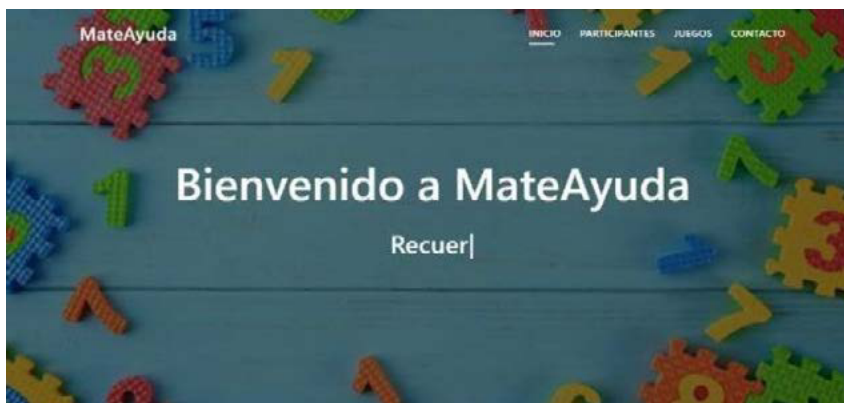 MateAyuda
INICIO PARTICIPANTES JUEGOS CONTACTO
Bienvenido a MateAyuda
Recuer|